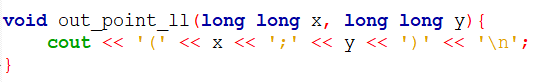 void out_point_ll(long long x, long long y){
cout << '(' << x << ';' << y << ')' << '\n';
}